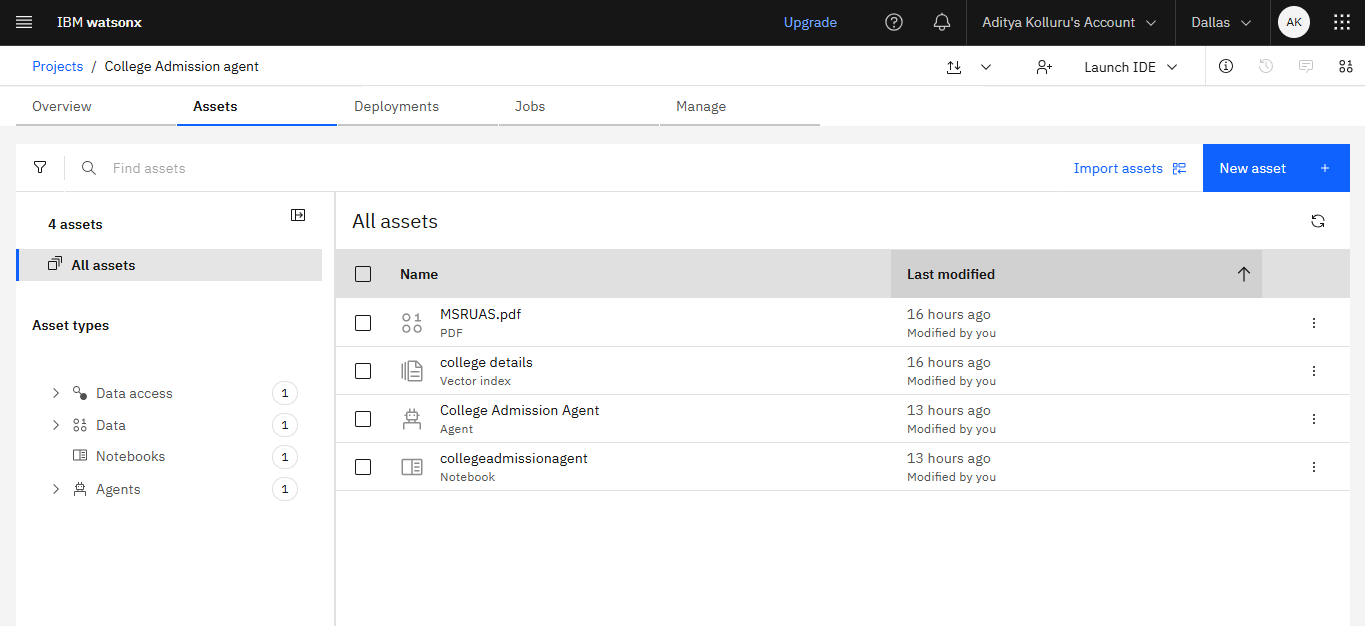 IBM watsonx
Upgrade
Aditya Kolluru's Account
Dallas
AK
Projects / College Admission agent
Launch IDE
Overview
Assets
Deployments
Jobs
Manage
Find assets
Import assets
New asset +
4 assets
All assets
Asset types
Data access 1
Data 1
Notebooks 1
Agents 1
All assets
Name
Last modified
MSRUAS.pdf
PDF
16 hours ago
Modified by you
college details
Vector index
16 hours ago
Modified by you
College Admission Agent
Agent
13 hours ago
Modified by you
collegeadmissionagent
Notebook
13 hours ago
Modified by you